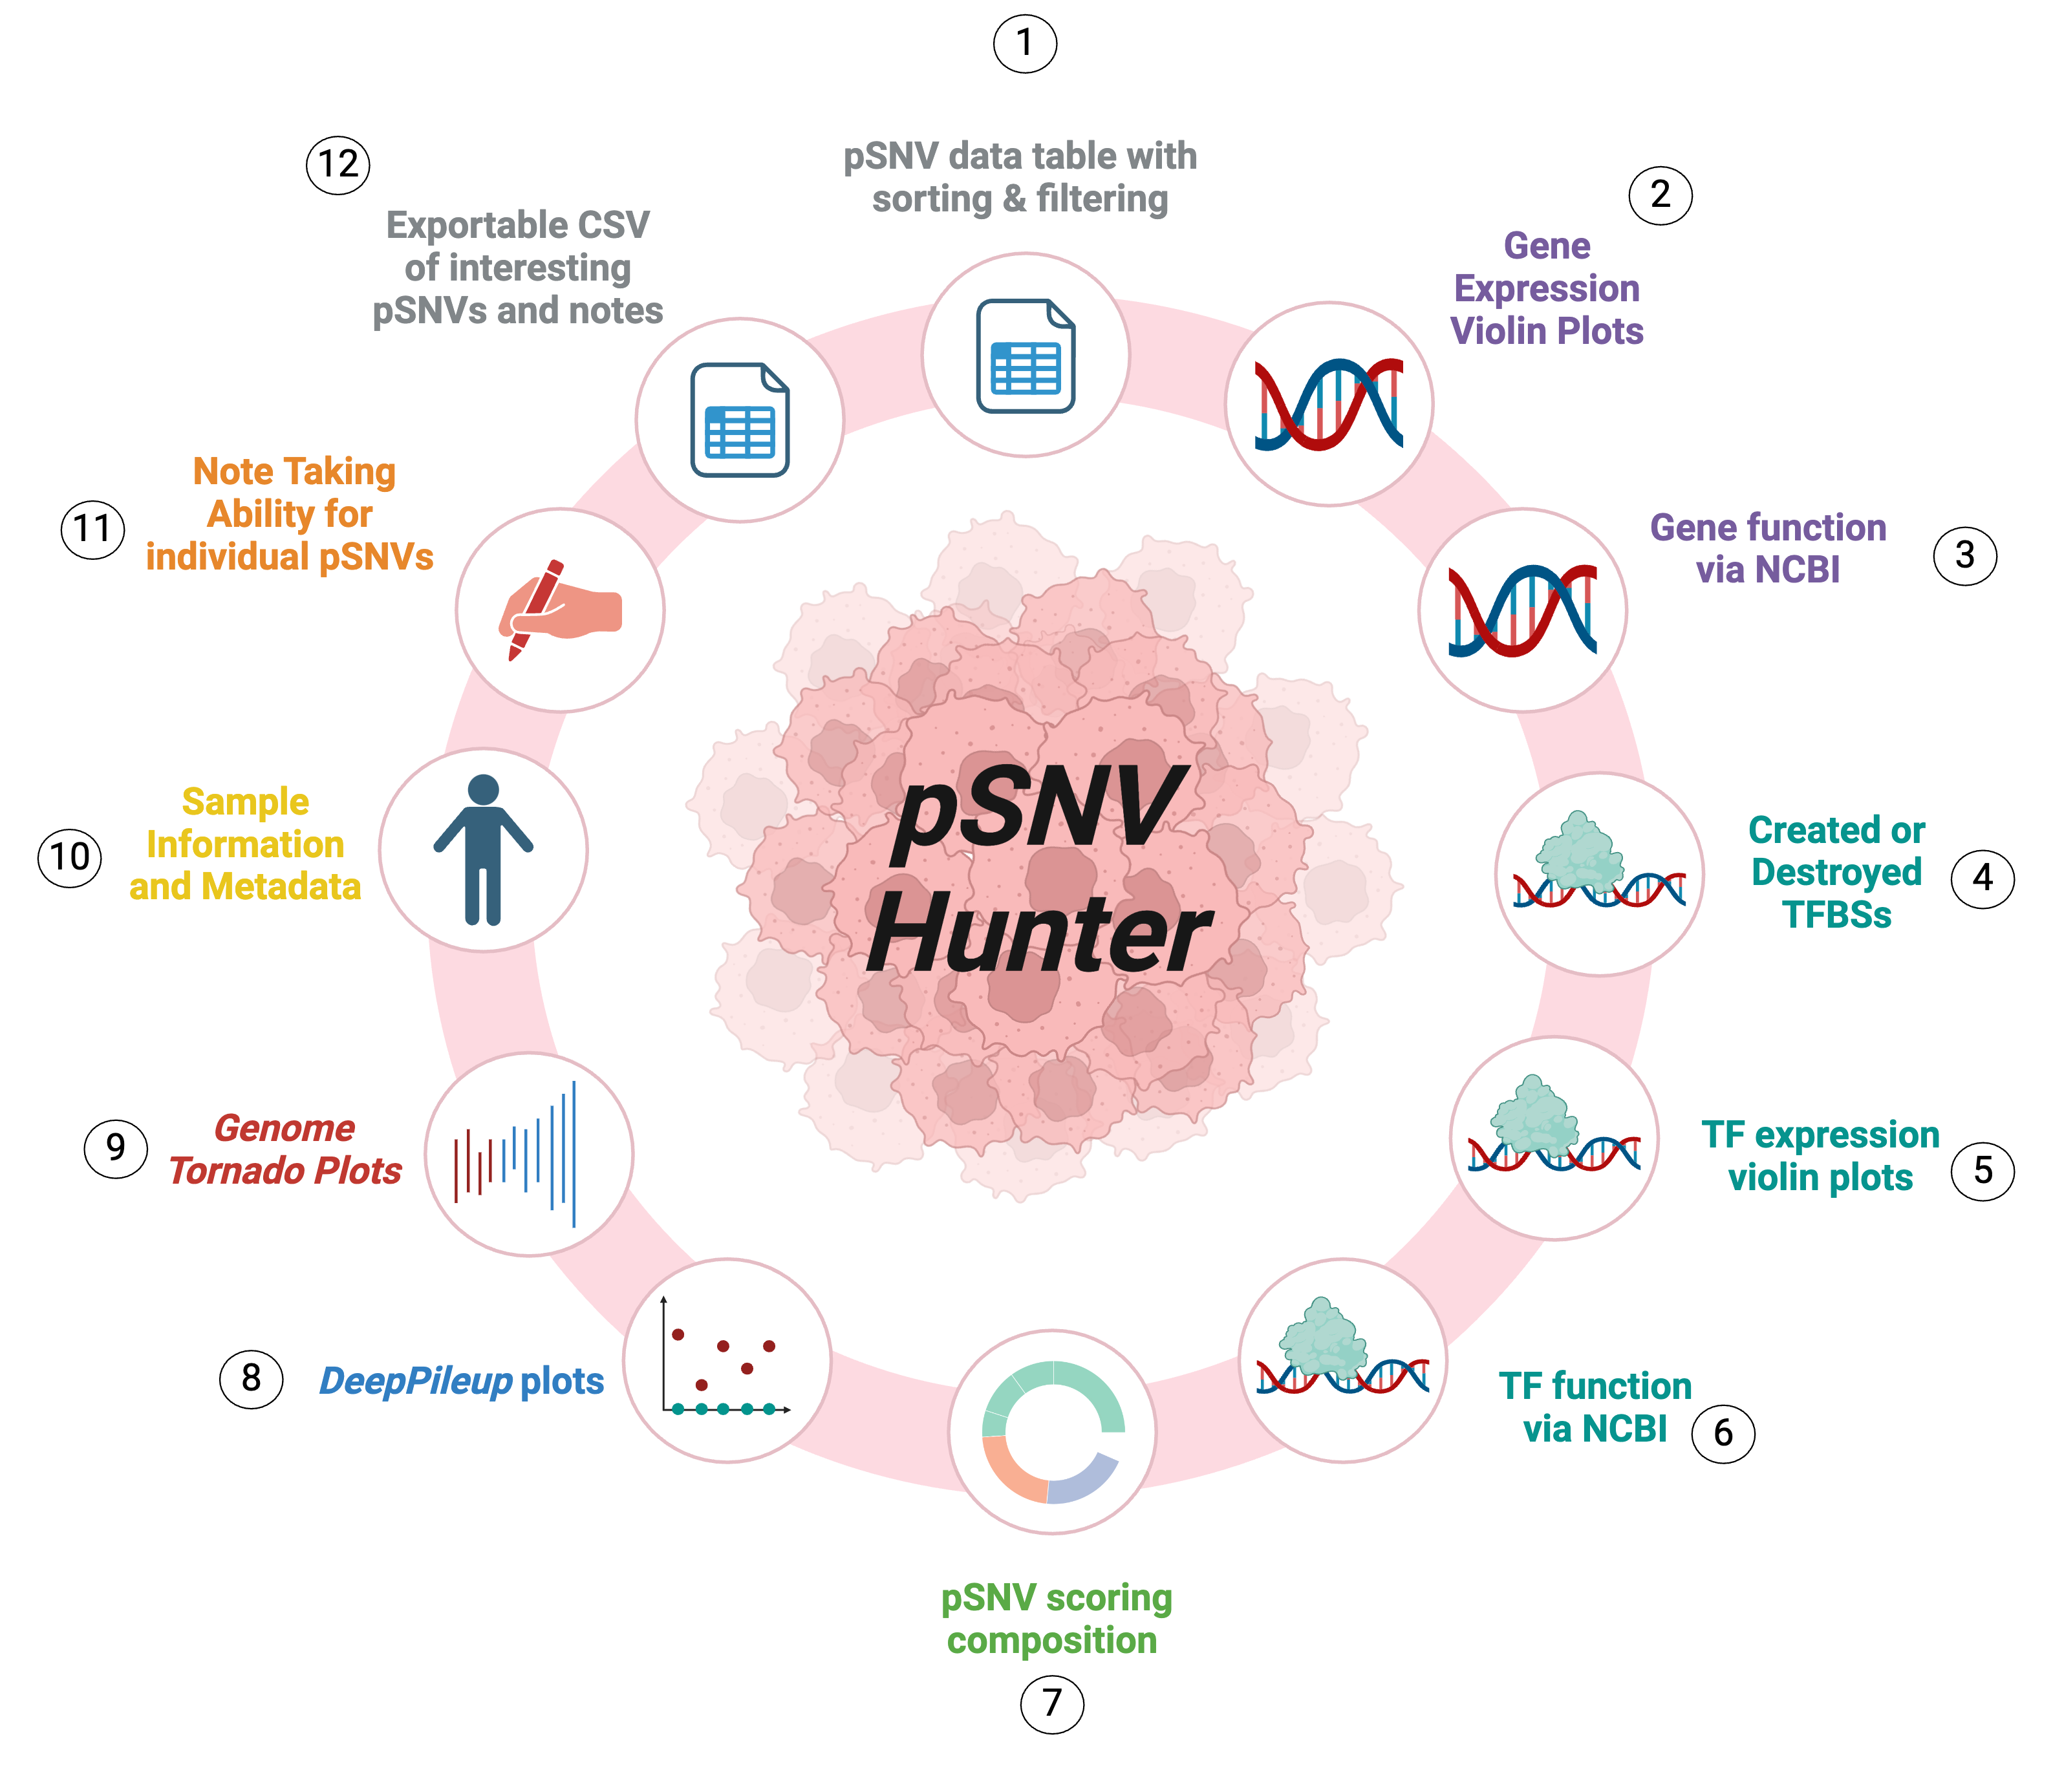 1
pSNV data table with
sorting & filtering
2
Gene
Expression
Violin Plots
3
Gene function
via NCBI
4
Created or
Destroyed
TFBSs
5
TF expression
violin plots
6
TF function
via NCBI
7
pSNV scoring
composition
8
DeepPileup plots
9
Genome
Tornado Plots
10
Sample
Information
and Metadata
11
Note Taking
Ability for
individual pSNVs
12
Exportable CSV
of interesting
pSNVs and notes
pSNV
Hunter